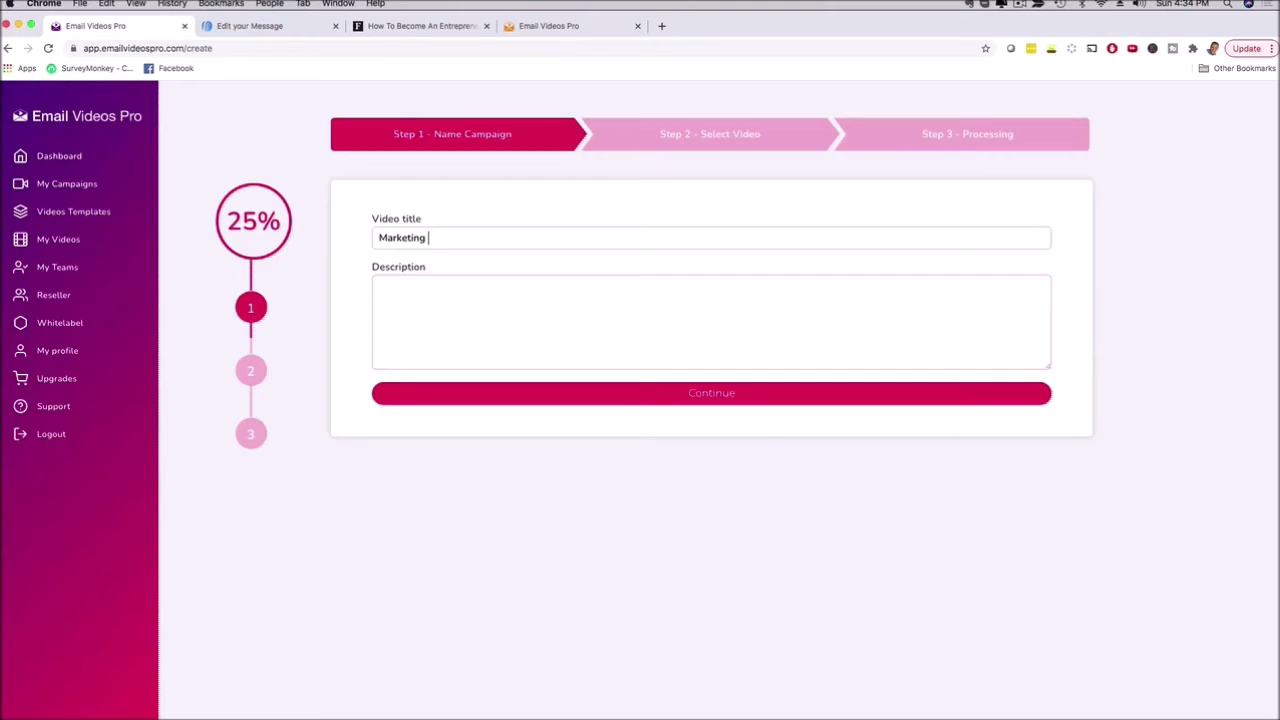 Chrome File Edit View History Bookmarks People Tab Window Help Sun 4:34 PM
Email Videos Pro Edit your Message How To Become An Entreprene Email Videos Pro
app.emailvideospro.com/create Update
Apps SurveyMonkey - C... Facebook Other Bookmarks
Email Videos Pro
Dashboard
My Campaigns
Videos Templates
My Videos
My Teams
Reseller
Whitelabel
My profile
Upgrades
Support
Logout
Step 1 - Name Campaign Step 2 - Select Video Step 3 - Processing
25%
1
2
3
Video title
Marketing
Description
Continue